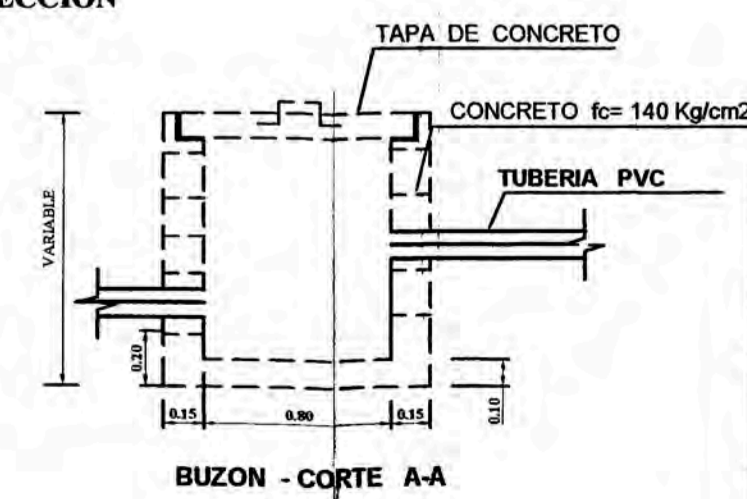 TAPA DE CONCRETO
CONCRETO fc= 140 Kg/cm2
TUBERIA PVC
VARIABLE
0.20
0.10
0.15
0.80
0.15
BUZON - CORTE A-A